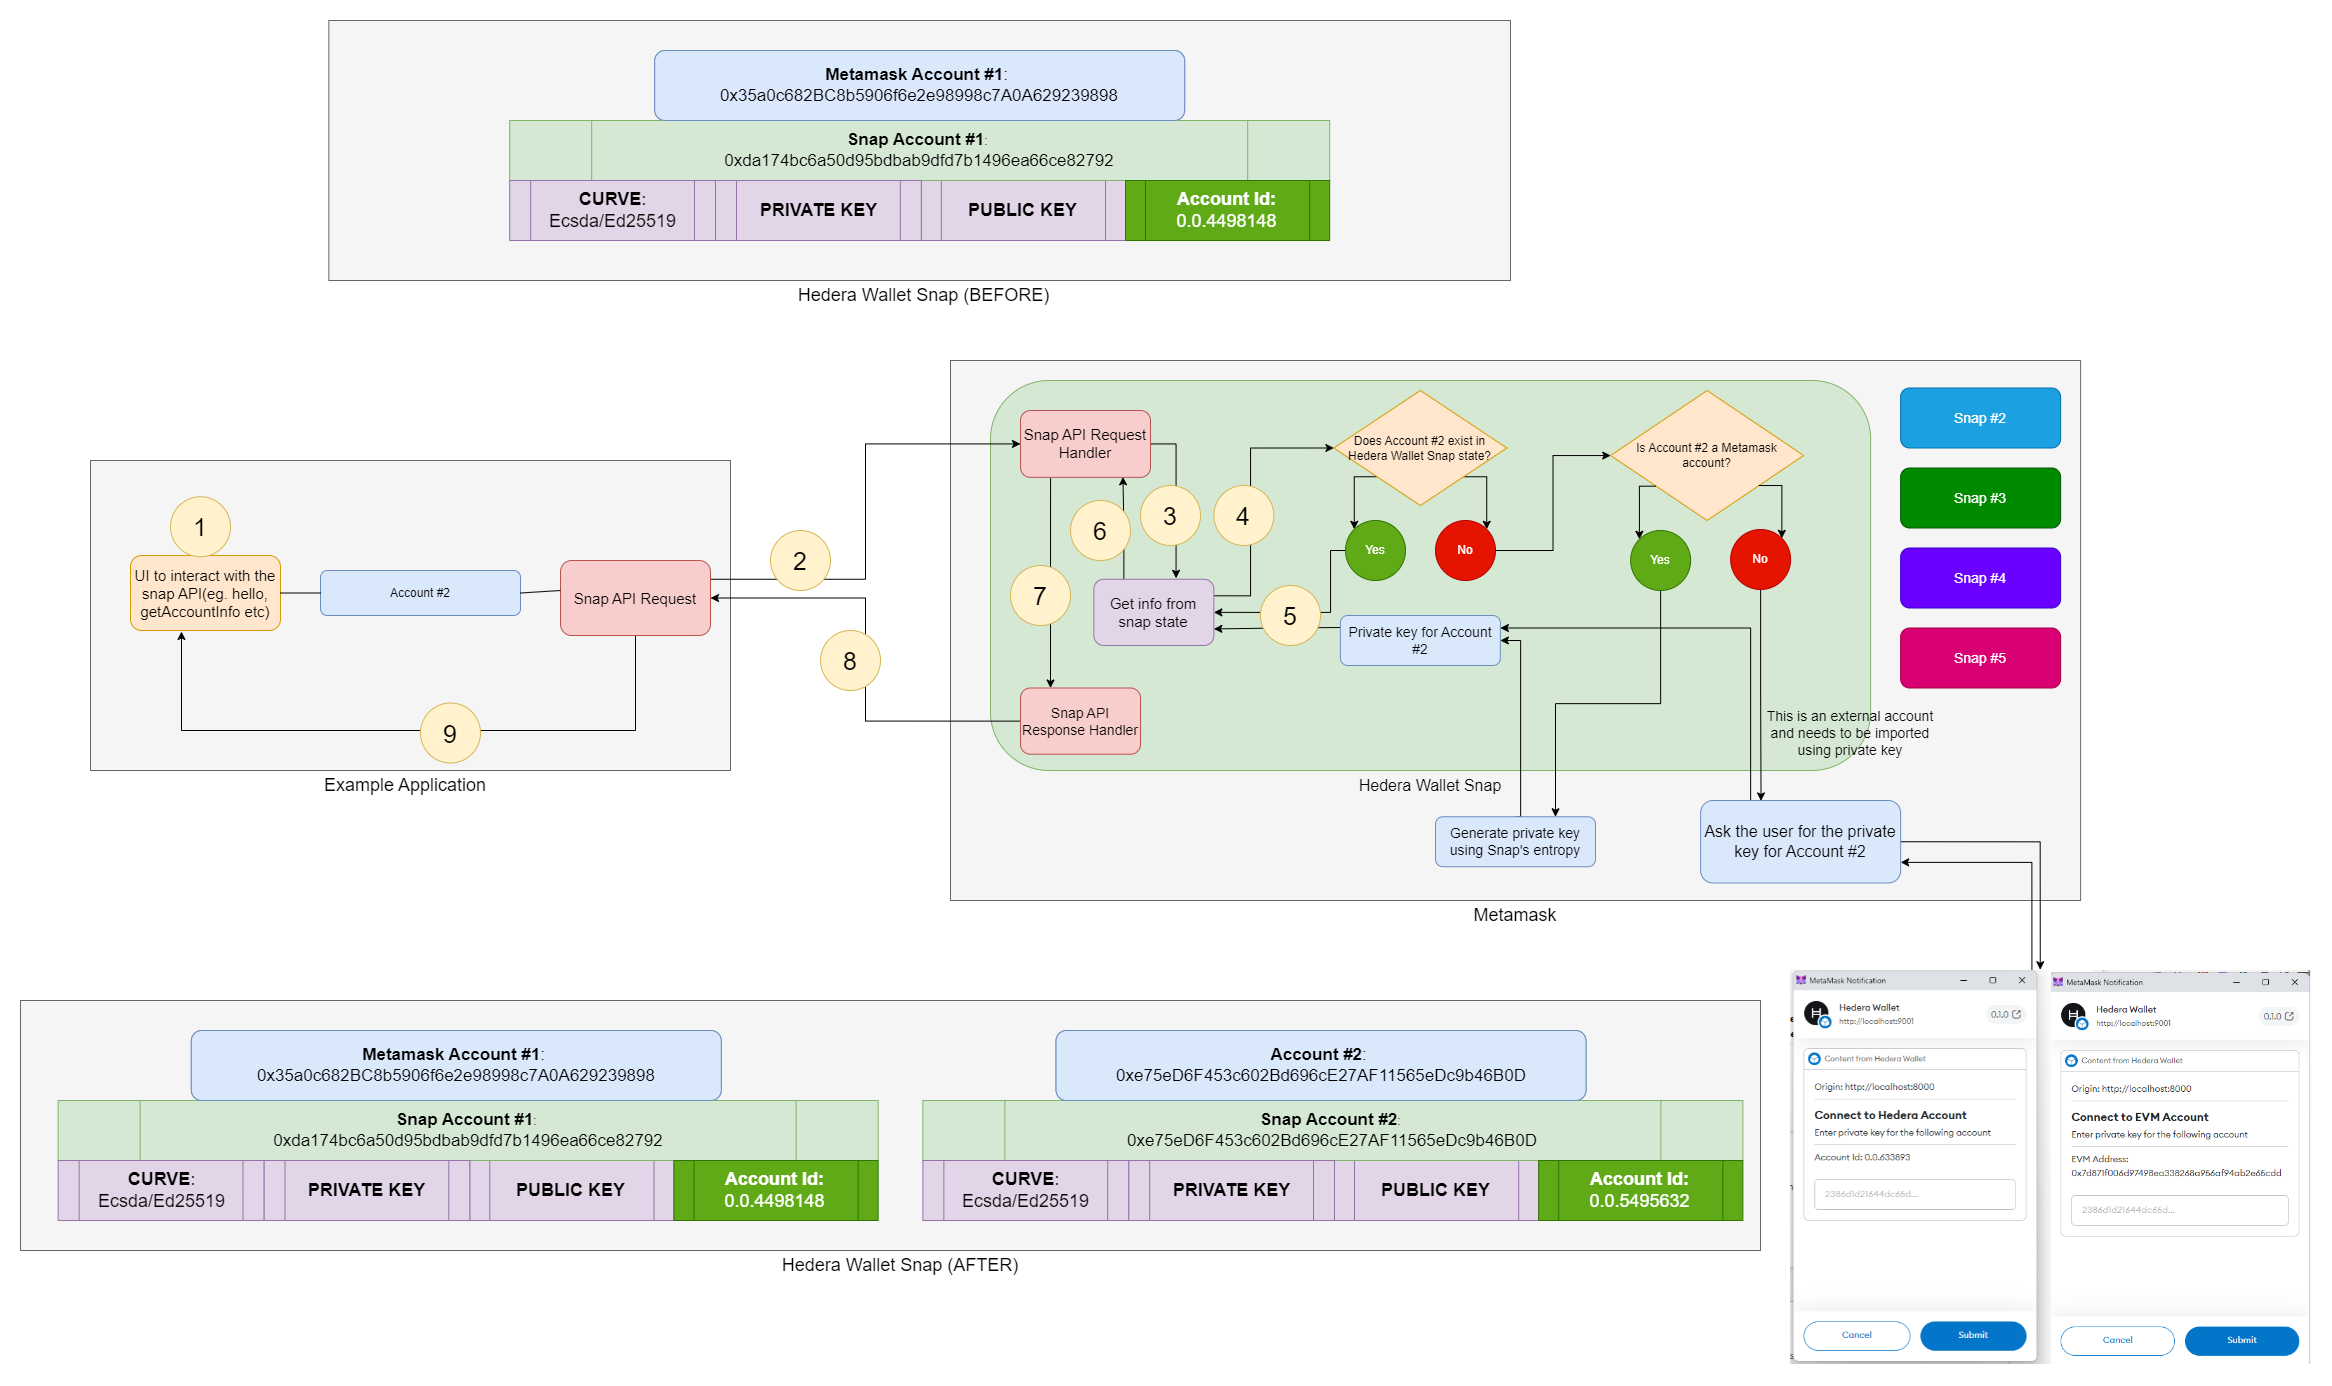 Metamask Account #1:
0x35a0c682BC8b5906f6e2e98998c7A0A629239898
Snap Account #1:
0xda174bc6a50d95bdbab9dfd7b1496ea66ce82792
CURVE:
Ecsda/Ed25519
PRIVATE KEY
PUBLIC KEY
Account Id:
0.0.4498148
Hedera Wallet Snap (BEFORE)
1
UI to interact with the
snap API(eg. hello,
getAccountInfo etc)
Account #2
Snap API Request
9
Example Application
2
8
Snap API Request
Handler
3
6
4
7
5
Get info from
snap state
Snap API
Response Handler
Does Account #2 exist in
Hedera Wallet Snap state?
Yes
No
Is Account #2 a Metamask
account?
Yes
No
Private key for Account
#2
This is an external account
and needs to be imported
using private key
Hedera Wallet Snap
Generate private key
using Snap's entropy
Ask the user for the private
key for Account #2
Snap #2
Snap #3
Snap #4
Snap #5
Metamask
Metamask Account #1:
0x35a0c682BC8b5906f6e2e98998c7A0A629239898
Snap Account #1:
0xda174bc6a50d95bdbab9dfd7b1496ea66ce82792
CURVE:
Ecsda/Ed25519
PRIVATE KEY
PUBLIC KEY
Account Id:
0.0.4498148
Account #2:
0xe75eD6F453c602Bd696cE27AF11565eDc9b46B0D
Snap Account #2:
0xe75eD6F453c602Bd696cE27AF11565eDc9b46B0D
CURVE:
Ecsda/Ed25519
PRIVATE KEY
PUBLIC KEY
Account Id:
0.0.5495632
Hedera Wallet Snap (AFTER)
MetaMask Notification
Hedera Wallet
http://localhost:9001
0.1.0
Content from Hedera Wallet
Origin: http://localhost:8000
Connect to Hedera Account
Enter private key for the following account
Account Id: 0.0.633893
2386d1d21644dc65d...
Cancel
Submit
MetaMask Notification
Hedera Wallet
http://localhost:9001
0.1.0
Content from Hedera Wallet
Origin: http://localhost:8000
Connect to EVM Account
Enter private key for the following account
EVM Address:
0x7d871f006d97498ea338268a956af94ab2e65cdd
2386d1d21644dc65d...
Cancel
Submit